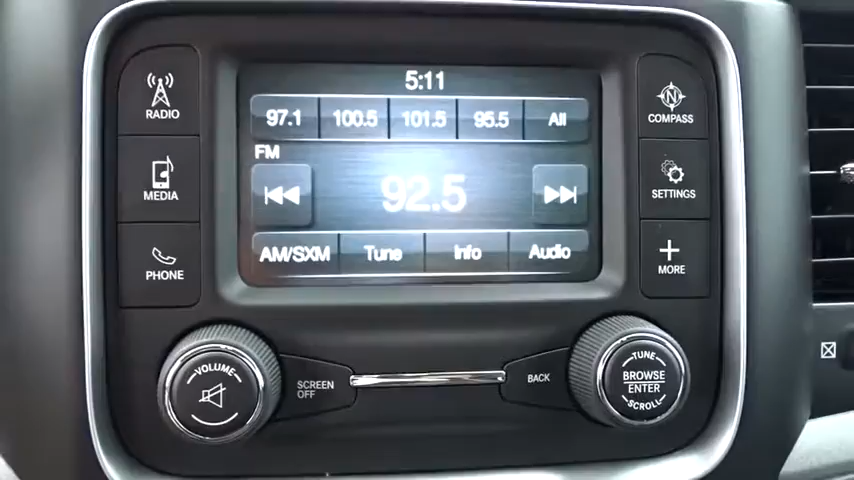 5:11
97.1 100.5 101.5 95.5 All
FM
92.5
AM/SXM Tune Info Audio
RADIO
MEDIA
PHONE
N
COMPASS
SETTINGS
MORE
VOLUME
SCREEN
OFF
BACK
TUNE
BROWSE
ENTER
SCROLL